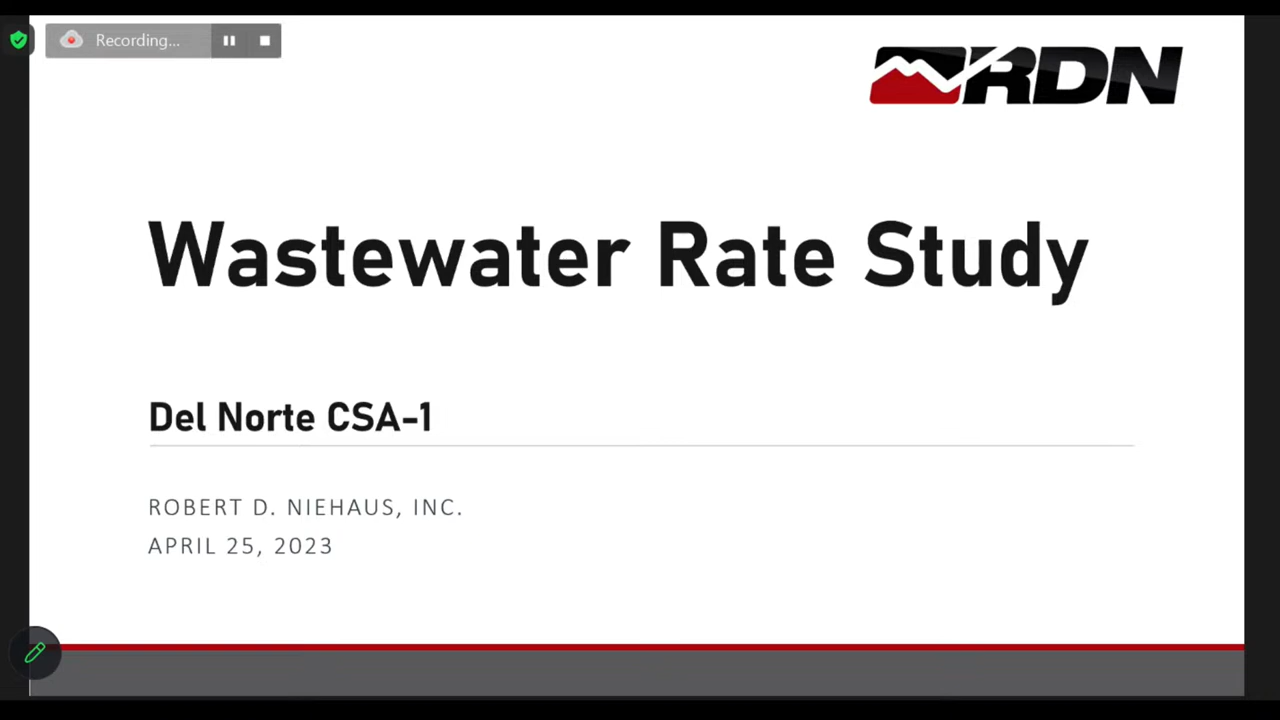 Recording...
RDN
Wastewater Rate Study
Del Norte CSA-1
ROBERT D. NIEHAUS, INC.
APRIL 25, 2023